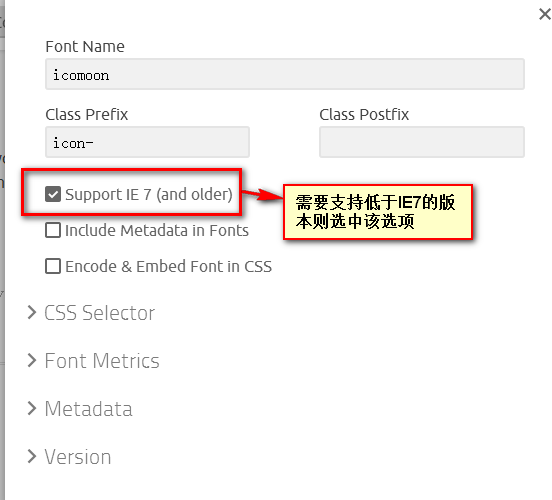 Font Name
icomoon
Class Prefix
Class Postfix
icon-
Support IE 7 (and older)
需要支持低于IE7的版
本则选中该选项
Include Metadata in Fonts
Encode & Embed Font in CSS
CSS Selector
Font Metrics
Metadata
Version